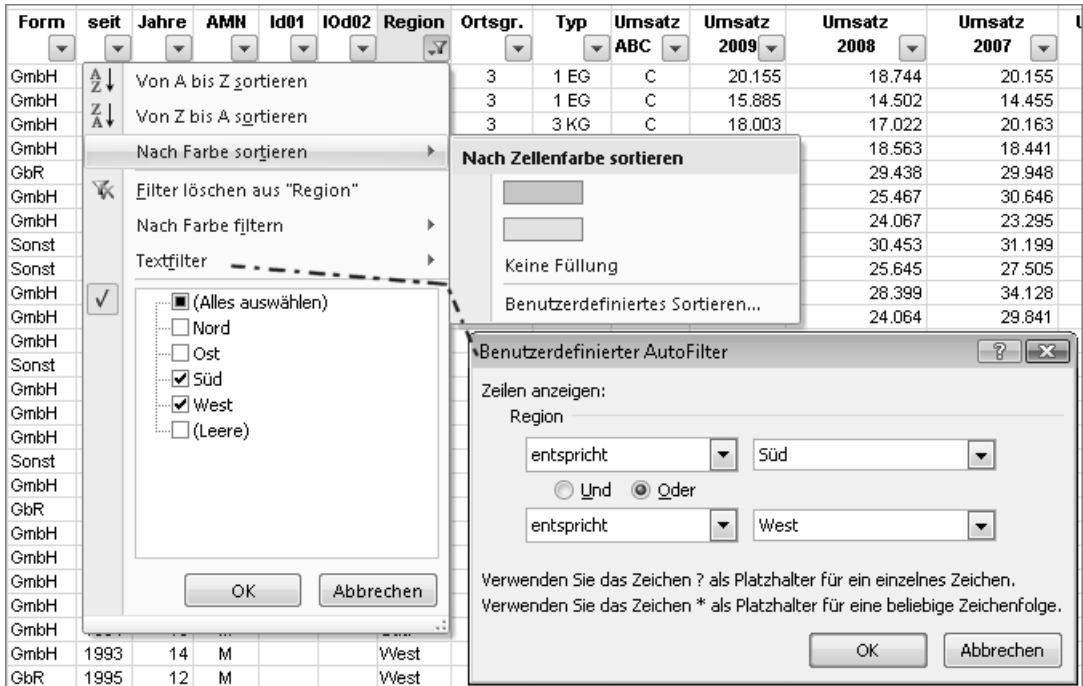 Form seit Jahre AMN Id01 IOd02 Region Ortsgr. Typ Umsatz ABC Umsatz 2009 Umsatz 2008 Umsatz 2007
GmbH 3 1 EG C 20.155 18.744 20.155
GmbH 3 1 EG C 15.885 14.502 14.455
GmbH 3 3 KG C 18.003 17.022 20.163
GmbH 18.563 18.441
GbR 29.438 29.948
GmbH 25.467 30.646
GmbH 24.067 23.295
Sonst 30.453 31.199
Sonst 25.645 27.505
GmbH 28.399 34.128
GmbH 24.064 29.841
GmbH
Sonst
GmbH
GmbH
GmbH
Sonst
GmbH
GbR
GmbH
GmbH
GmbH
GmbH
GmbH
GmbH 1993 14 M West
GbR 1995 12 M West
Von A bis Z sortieren
Von Z bis A sortieren
Nach Farbe sortieren
Filter löschen aus "Region"
Nach Farbe filtern
Textfilter
(Alles auswählen)
Nord
Ost
Süd
West
(Leere)
OK Abbrechen
Nach Zellenfarbe sortieren
Keine Füllung
Benutzerdefiniertes Sortieren...
Benutzerdefinierter AutoFilter
Zeilen anzeigen:
Region
entspricht Süd
Und Oder
entspricht West
Verwenden Sie das Zeichen ? als Platzhalter für ein einzelnes Zeichen.
Verwenden Sie das Zeichen * als Platzhalter für eine beliebige Zeichenfolge.
OK Abbrechen